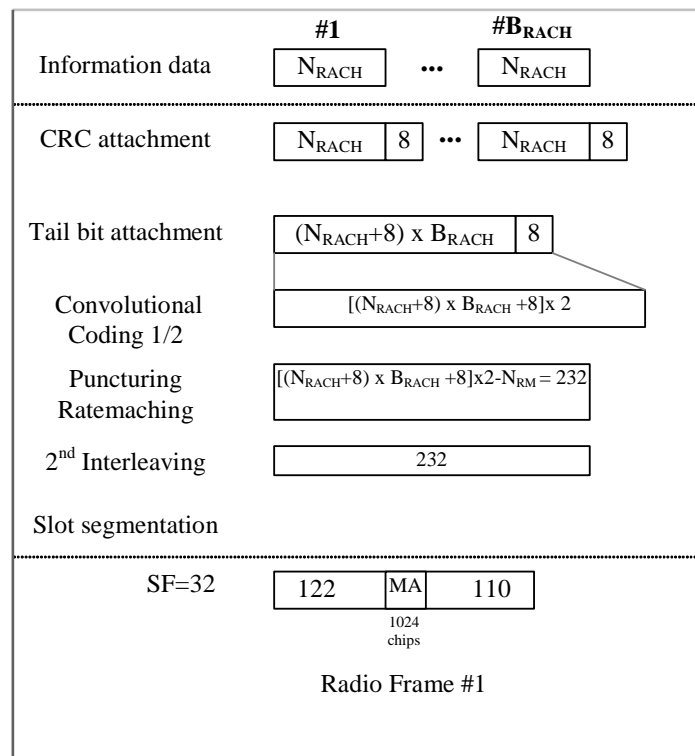 #1 #B_RACH
Information data N_RACH ... N_RACH
CRC attachment N_RACH 8 ... N_RACH 8
Tail bit attachment (N_RACH+8) x B_RACH 8
Convolutional
Coding 1/2
[(N_RACH+8) x B_RACH +8]x 2
Puncturing
Ratemaching
[(N_RACH+8) x B_RACH +8]x2-N_RM = 232
2nd Interleaving 232
Slot segmentation
SF=32 122 MA 110
1024
chips
Radio Frame #1